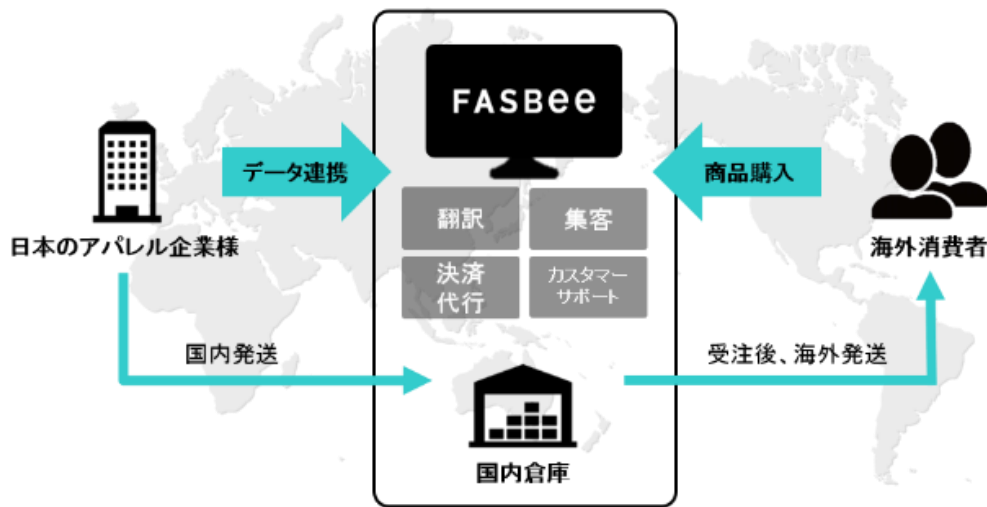 FASBee
データ連携
商品購入
翻訳
集客
日本のアパレル企業様
海外消費者
決済
代行
カスタマー
サポート
国内発送
受注後、海外発送
国内倉庫